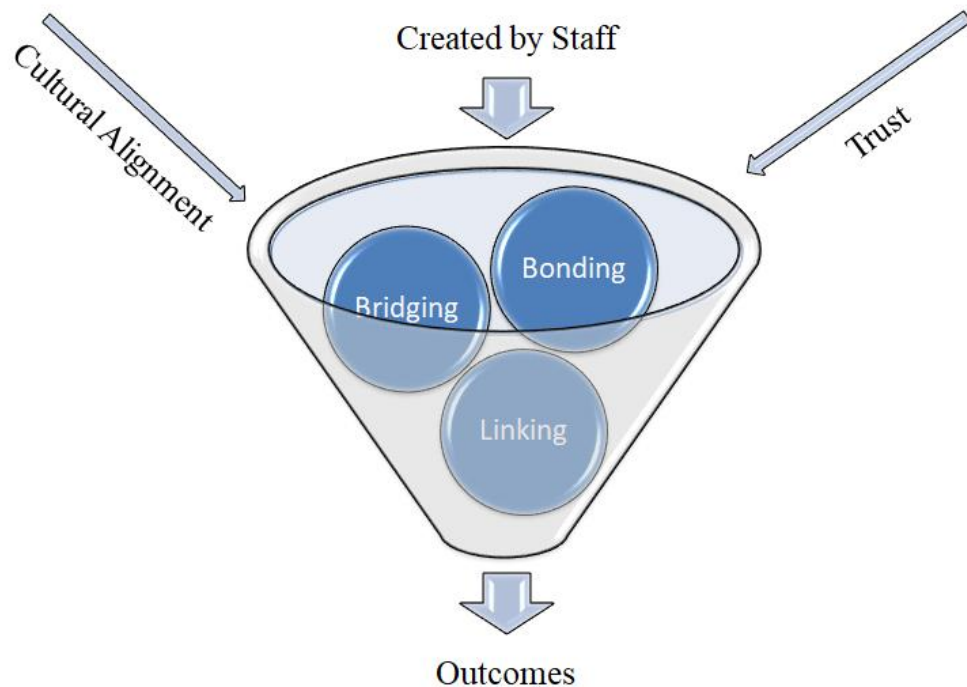 Created by Staff
Cultural Alignment
Trust
Bonding
Bridging
Linking
Outcomes